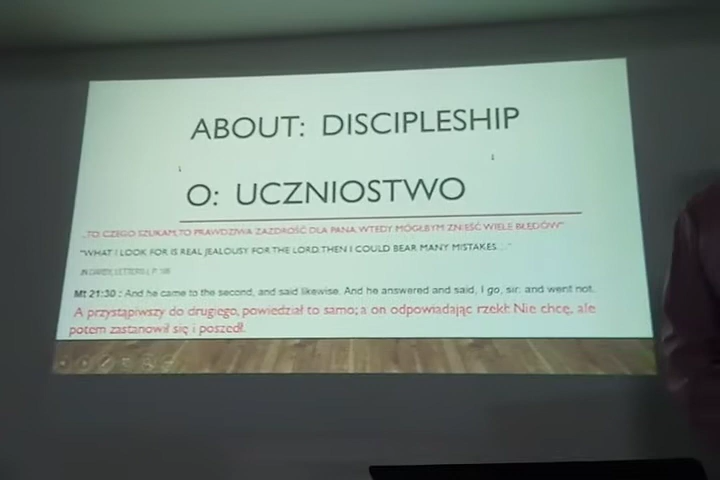 ABOUT: DISCIPLESHIP
O: UCZNIOSTWO
„TO CZEGO SZUKAM, TO PRAWDZIWA ZAZDROŚĆ DLA PANA, WTEDY MÓGŁBYM ZNIEŚĆ WIELE BŁĘDÓW"
"WHAT I LOOK FOR IS REAL JEALOUSY FOR THE LORD. THEN I COULD BEAR MANY MISTAKES…"
JN DARBY, LETTERS I, P.
Mt 21:30 : And he came to the second, and said likewise. And he answered and said, I go, sir: and went not.
A przystąpiwszy do drugiego, powiedział to samo; a on odpowiadając rzekł: Nie chcę, ale
potem zastanowił się i poszedł.